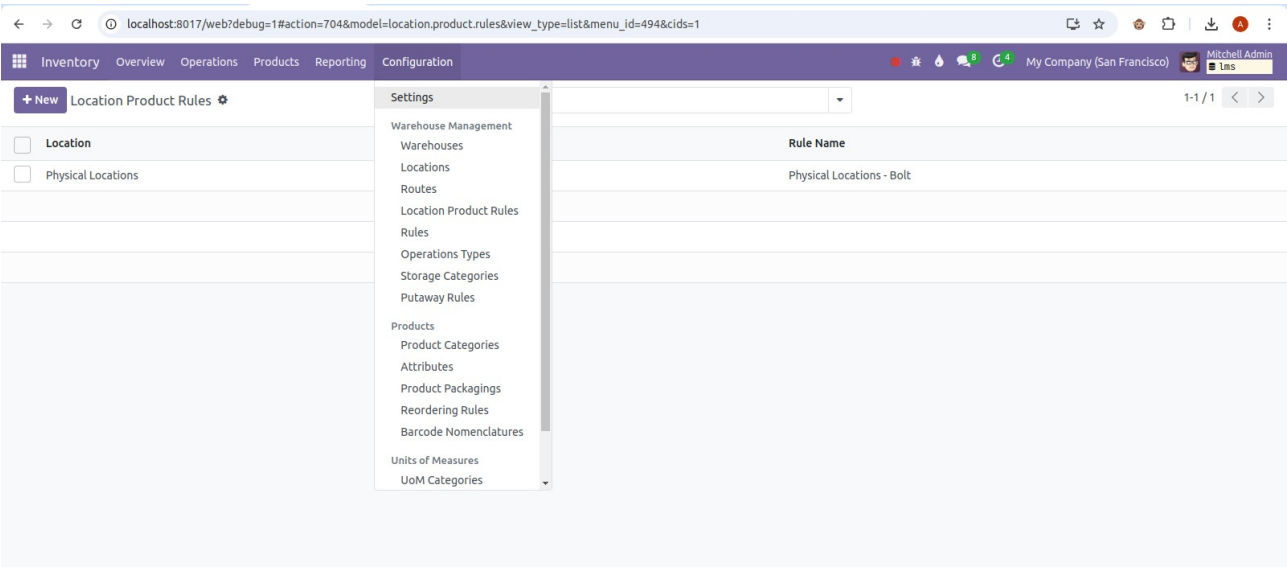 localhost:8017/web?debug=1#action=704&model=location.product.rules&view_type=list&menu_id=494&cids=1
A
Inventory Overview Operations Products Reporting Configuration 8 4 My Company (San Francisco) Mitchell Admin
lms
+ New Location Product Rules 1-1 / 1
Settings
Location Rule Name
Physical Locations Physical Locations - Bolt
Warehouse Management
Warehouses
Locations
Routes
Location Product Rules
Rules
Operations Types
Storage Categories
Putaway Rules
Products
Product Categories
Attributes
Product Packagings
Reordering Rules
Barcode Nomenclatures
Units of Measures
UoM Categories